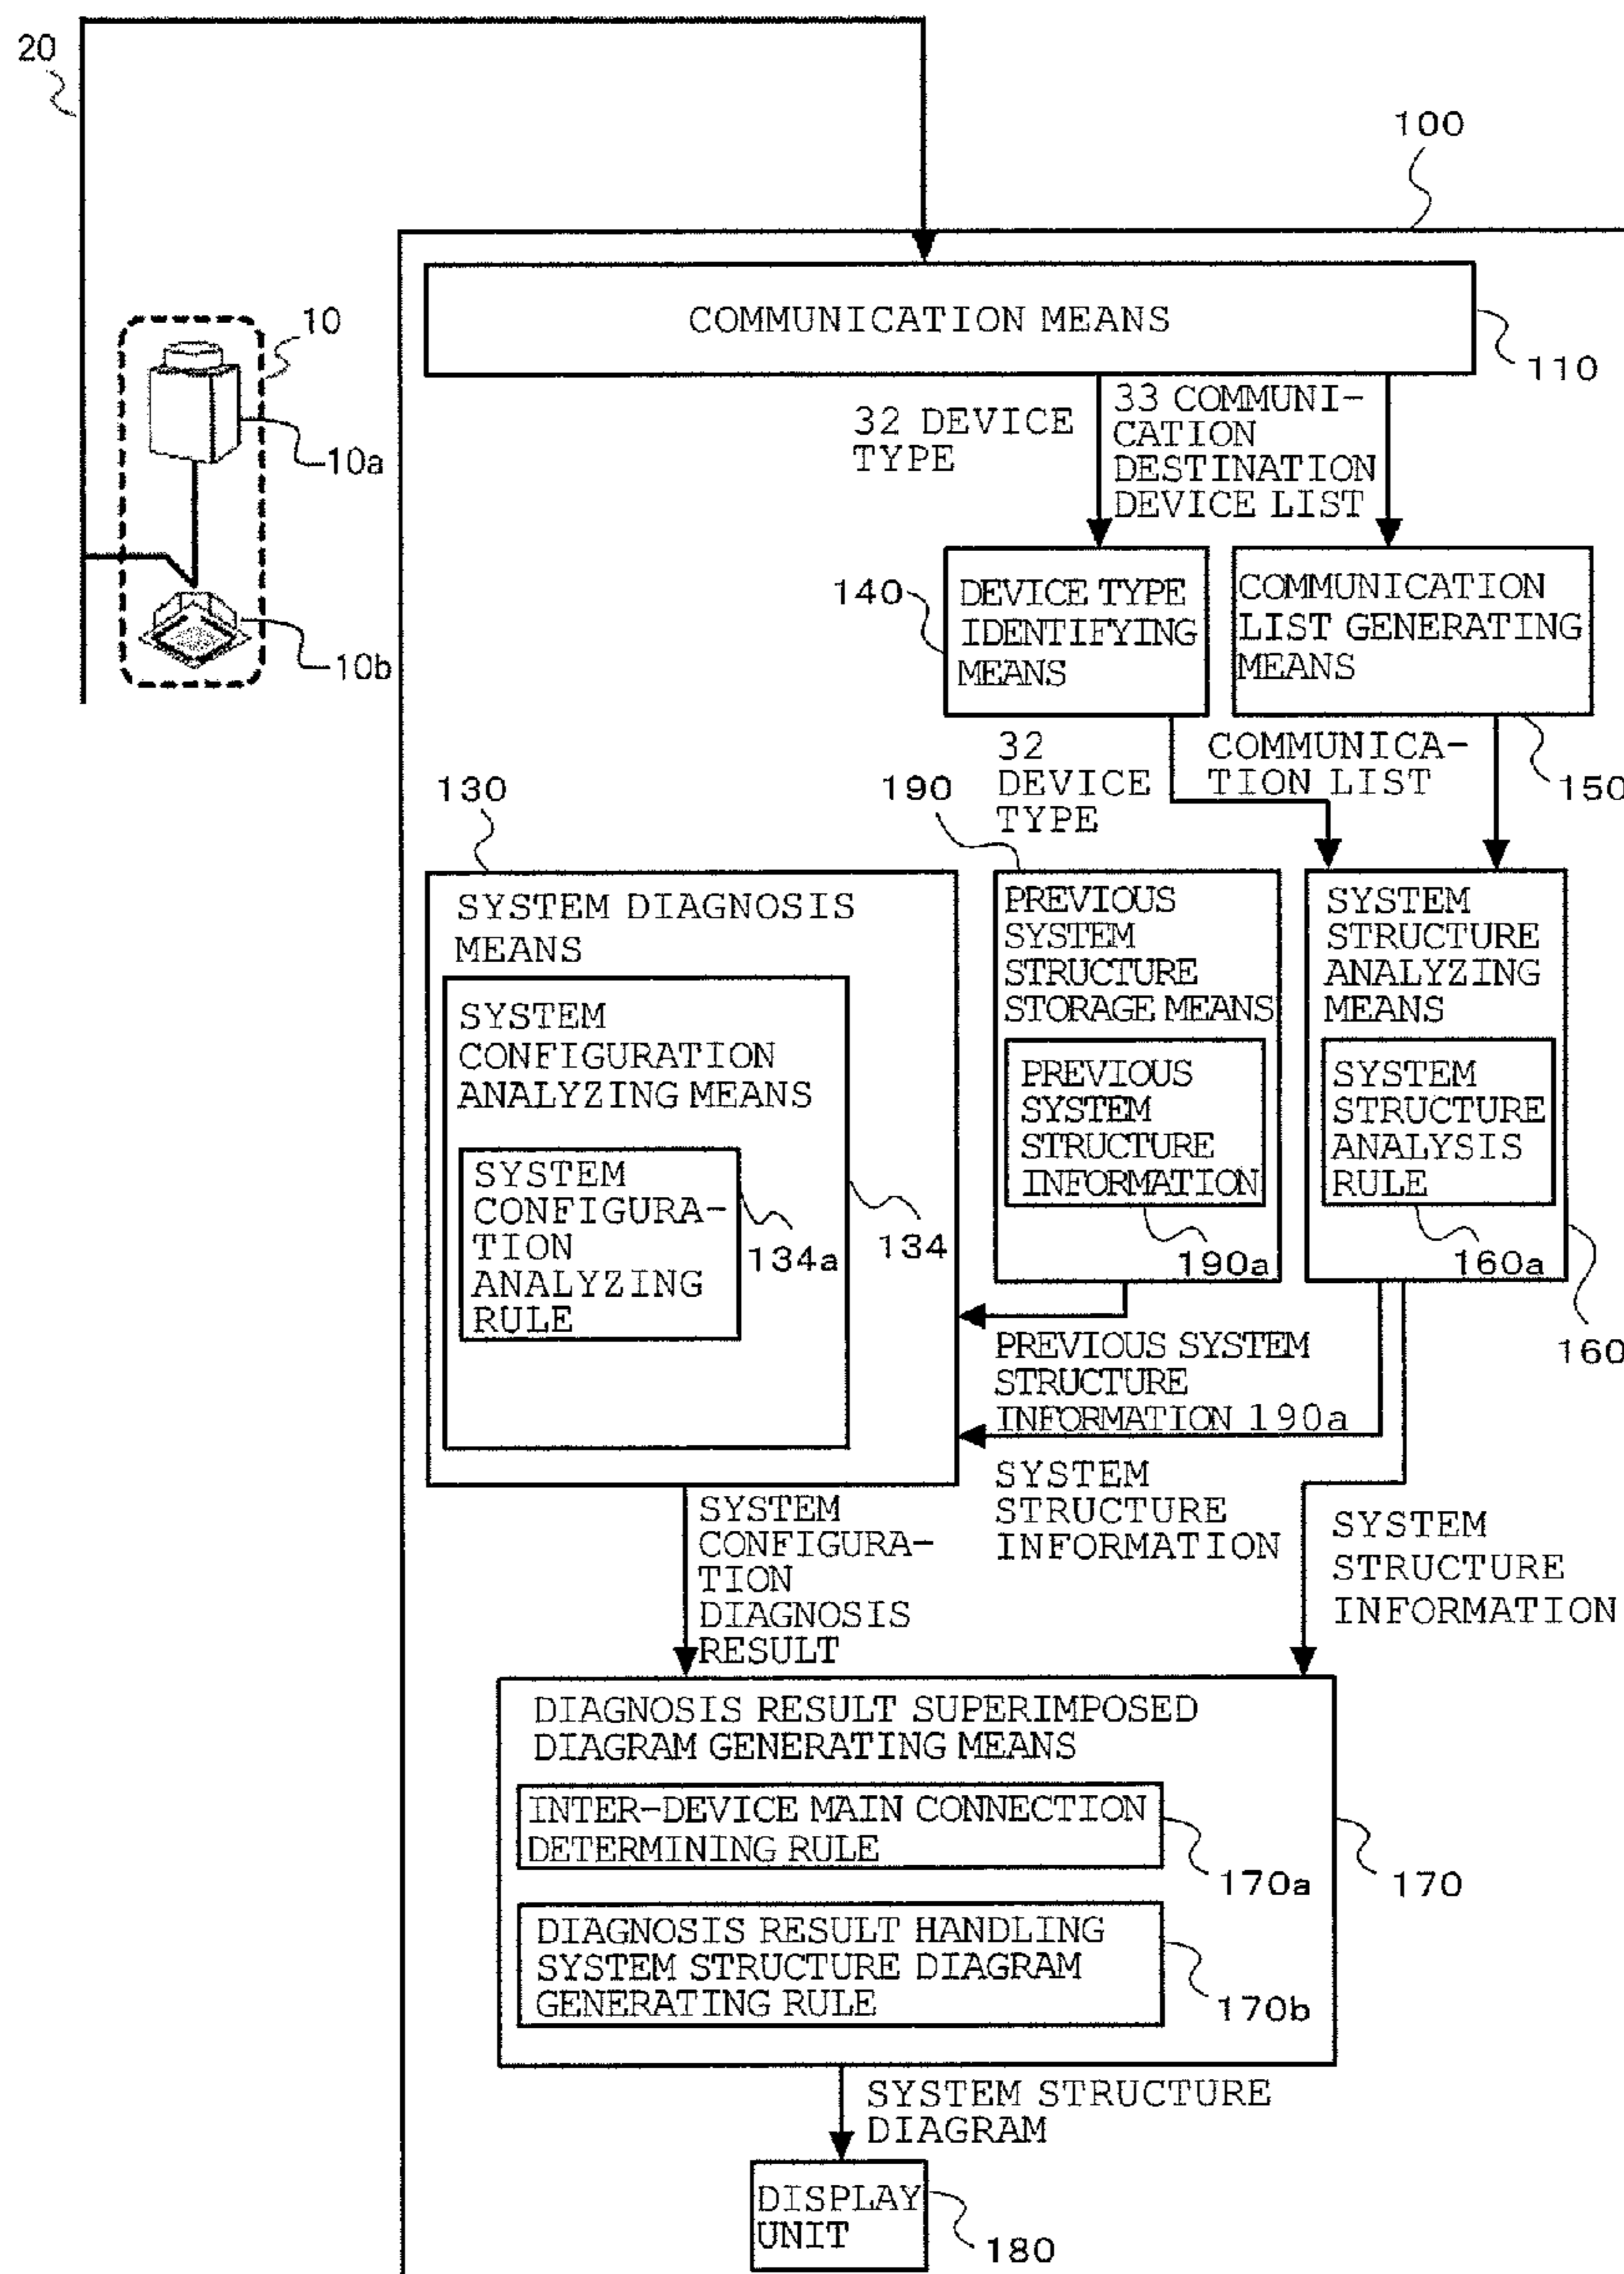 20
100
COMMUNICATION MEANS
110
10
10a
10b
32 DEVICE
TYPE
33 COMMUNI-
CATION
DESTINATION
DEVICE LIST
140
DEVICE TYPE
IDENTIFYING
MEANS
COMMUNICATION
LIST GENERATING
MEANS
150
32
DEVICE
TYPE
COMMUNICA-
TION LIST
130
SYSTEM DIAGNOSIS
MEANS
SYSTEM
CONFIGURATION
ANALYZING MEANS
SYSTEM
CONFIGURA-
TION
ANALYZING
RULE
134a
134
190
PREVIOUS
SYSTEM
STRUCTURE
STORAGE MEANS
PREVIOUS
SYSTEM
STRUCTURE
INFORMATION
190a
SYSTEM
STRUCTURE
ANALYZING
MEANS
SYSTEM
STRUCTURE
ANALYSIS
RULE
160a
160
PREVIOUS SYSTEM
STRUCTURE
INFORMATION 190a
SYSTEM
STRUCTURE
INFORMATION
SYSTEM
STRUCTURE
INFORMATION
SYSTEM
CONFIGURA-
TION
DIAGNOSIS
RESULT
DIAGNOSIS RESULT SUPERIMPOSED
DIAGRAM GENERATING MEANS
INTER-DEVICE MAIN CONNECTION
DETERMINING RULE
170a
170
DIAGNOSIS RESULT HANDLING
SYSTEM STRUCTURE DIAGRAM
GENERATING RULE
170b
SYSTEM STRUCTURE
DIAGRAM
DISPLAY
UNIT
180